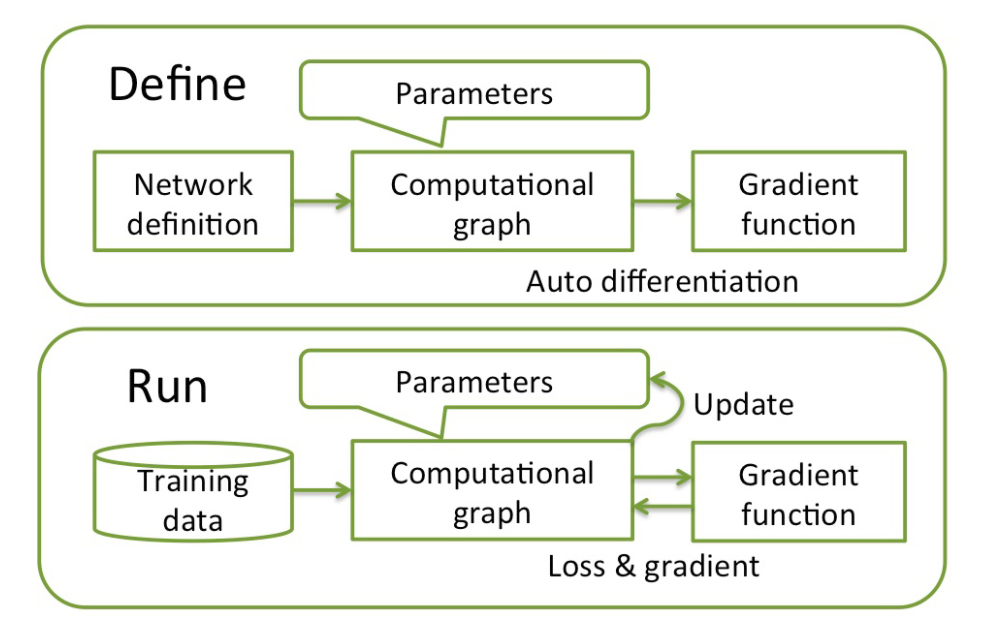 Define
Parameters
Network
definition
Computational
graph
Gradient
function
Auto differentiation
Run
Parameters
Update
Training
data
Computational
graph
Gradient
function
Loss & gradient